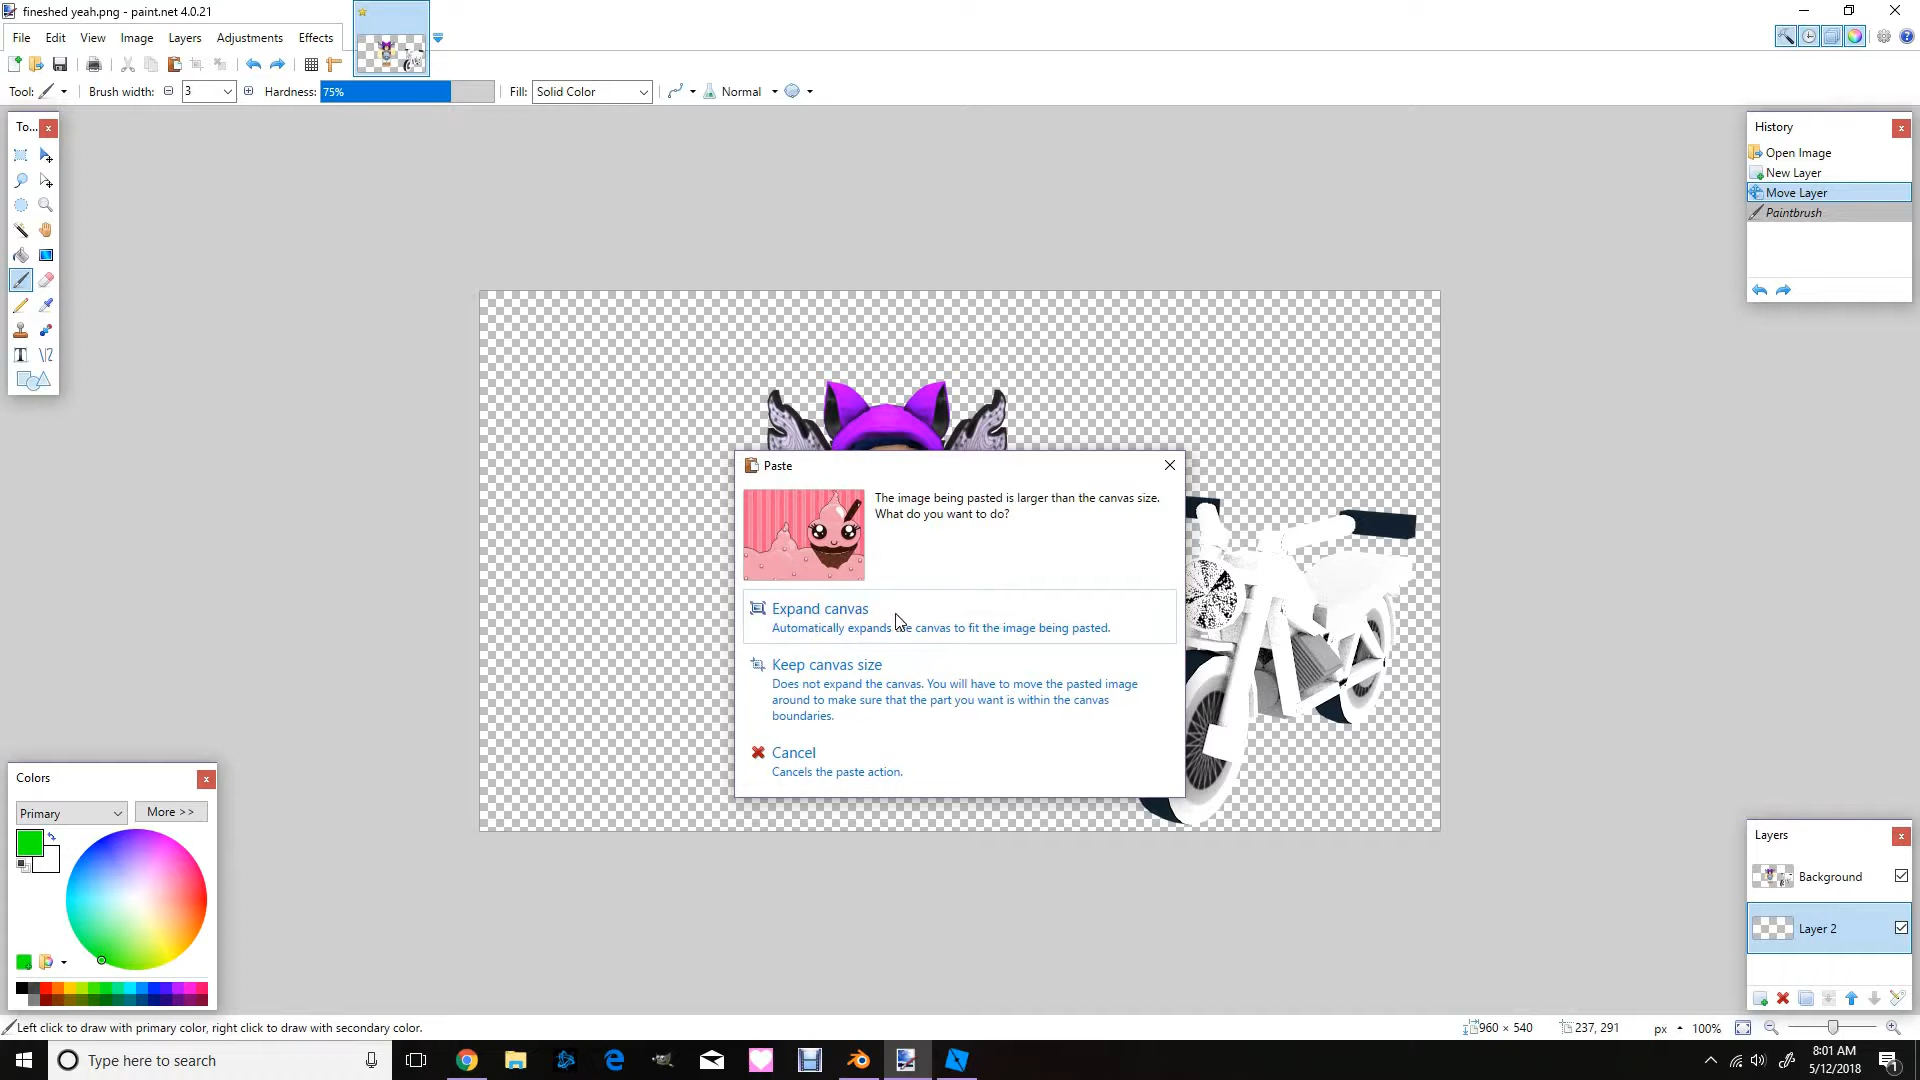 fineshed yeah.png - paint.net 4.0.21
File Edit View Image Layers Adjustments Effects
Tool: Brush width: 3 Hardness: 75% Fill: Solid Color Normal
To...
History
Open Image
New Layer
Move Layer
Paintbrush
Paste
The image being pasted is larger than the canvas size.
What do you want to do?
Expand canvas
Automatically expands the canvas to fit the image being pasted.
Keep canvas size
Does not expand the canvas. You will have to move the pasted image
around to make sure that the part you want is within the canvas
boundaries.
Cancel
Cancels the paste action.
Colors
Primary More >>
Layers
Background
Layer 2
Left click to draw with primary color, right click to draw with secondary color. 960 × 540 237, 291 px 100%
Type here to search
8:01 AM
5/12/2018
1